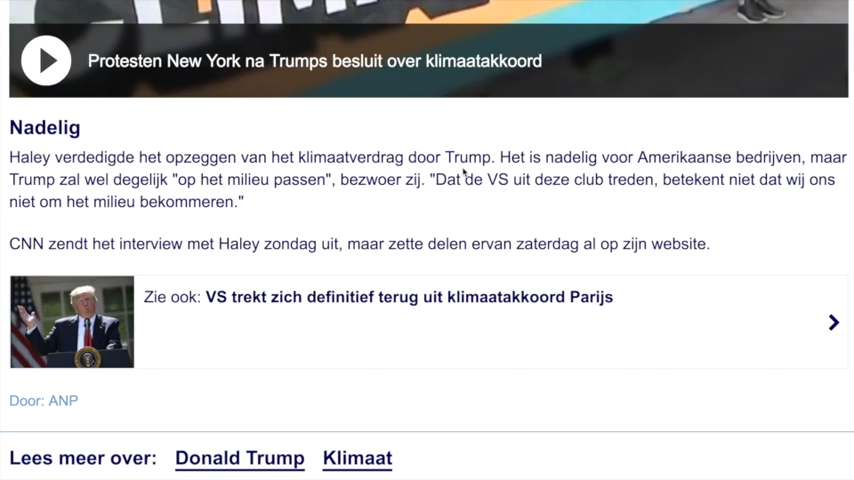 Protesten New York na Trumps besluit over klimaatakkoord
Nadelig
Haley verdedigde het opzeggen van het klimaatverdrag door Trump. Het is nadelig voor Amerikaanse bedrijven, maar
Trump zal wel degelijk "op het milieu passen", bezwoer zij. "Dat de VS uit deze club treden, betekent niet dat wij ons
niet om het milieu bekommeren."
CNN zendt het interview met Haley zondag uit, maar zette delen ervan zaterdag al op zijn website.
Zie ook: VS trekt zich definitief terug uit klimaatakkoord Parijs
Door: ANP
Lees meer over: Donald Trump Klimaat